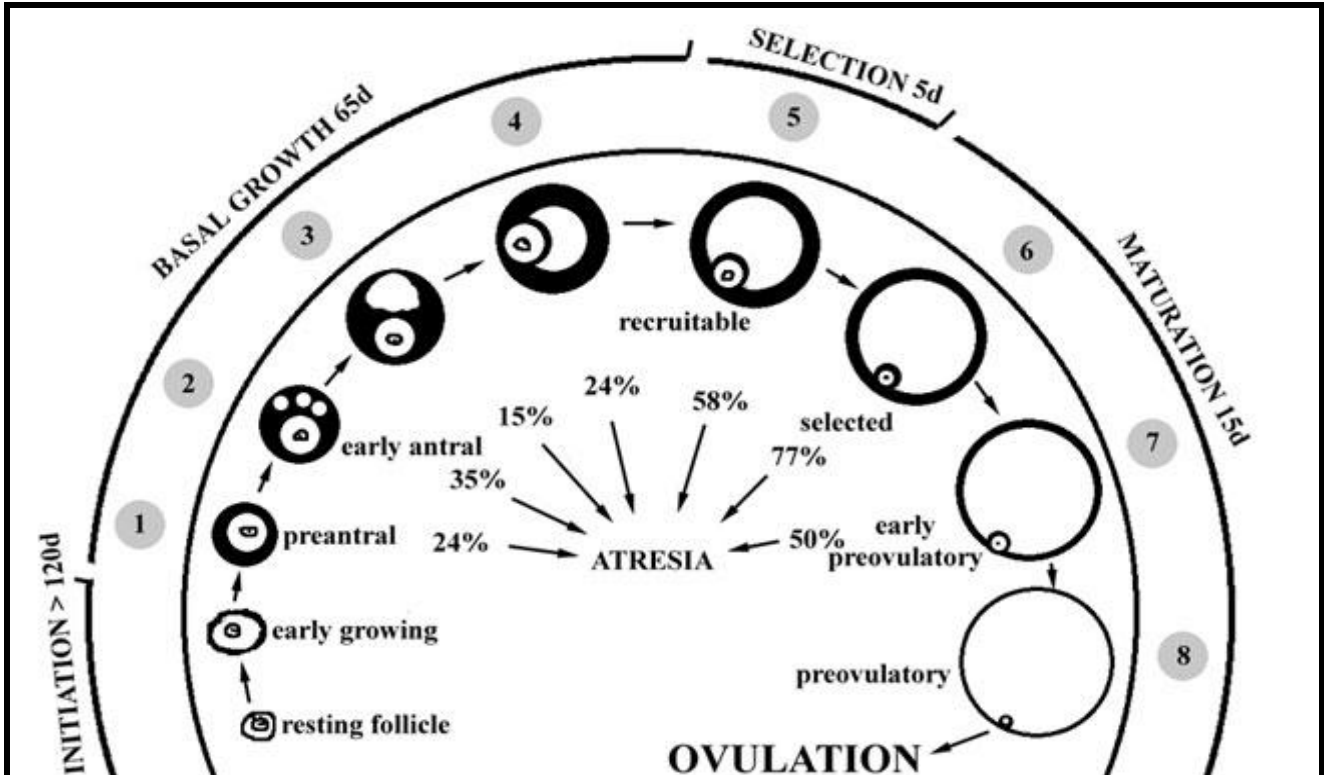 SELECTION 5d
BASAL GROWTH 65d
MATURATION 15d
INITIATION > 120d
4
5
3
6
2
7
1
8
recruitable
selected
early antral
early
preovulatory
preantral
early growing
preovulatory
resting follicle
24%
35%
15%
24%
58%
77%
50%
ATRESIA
OVULATION